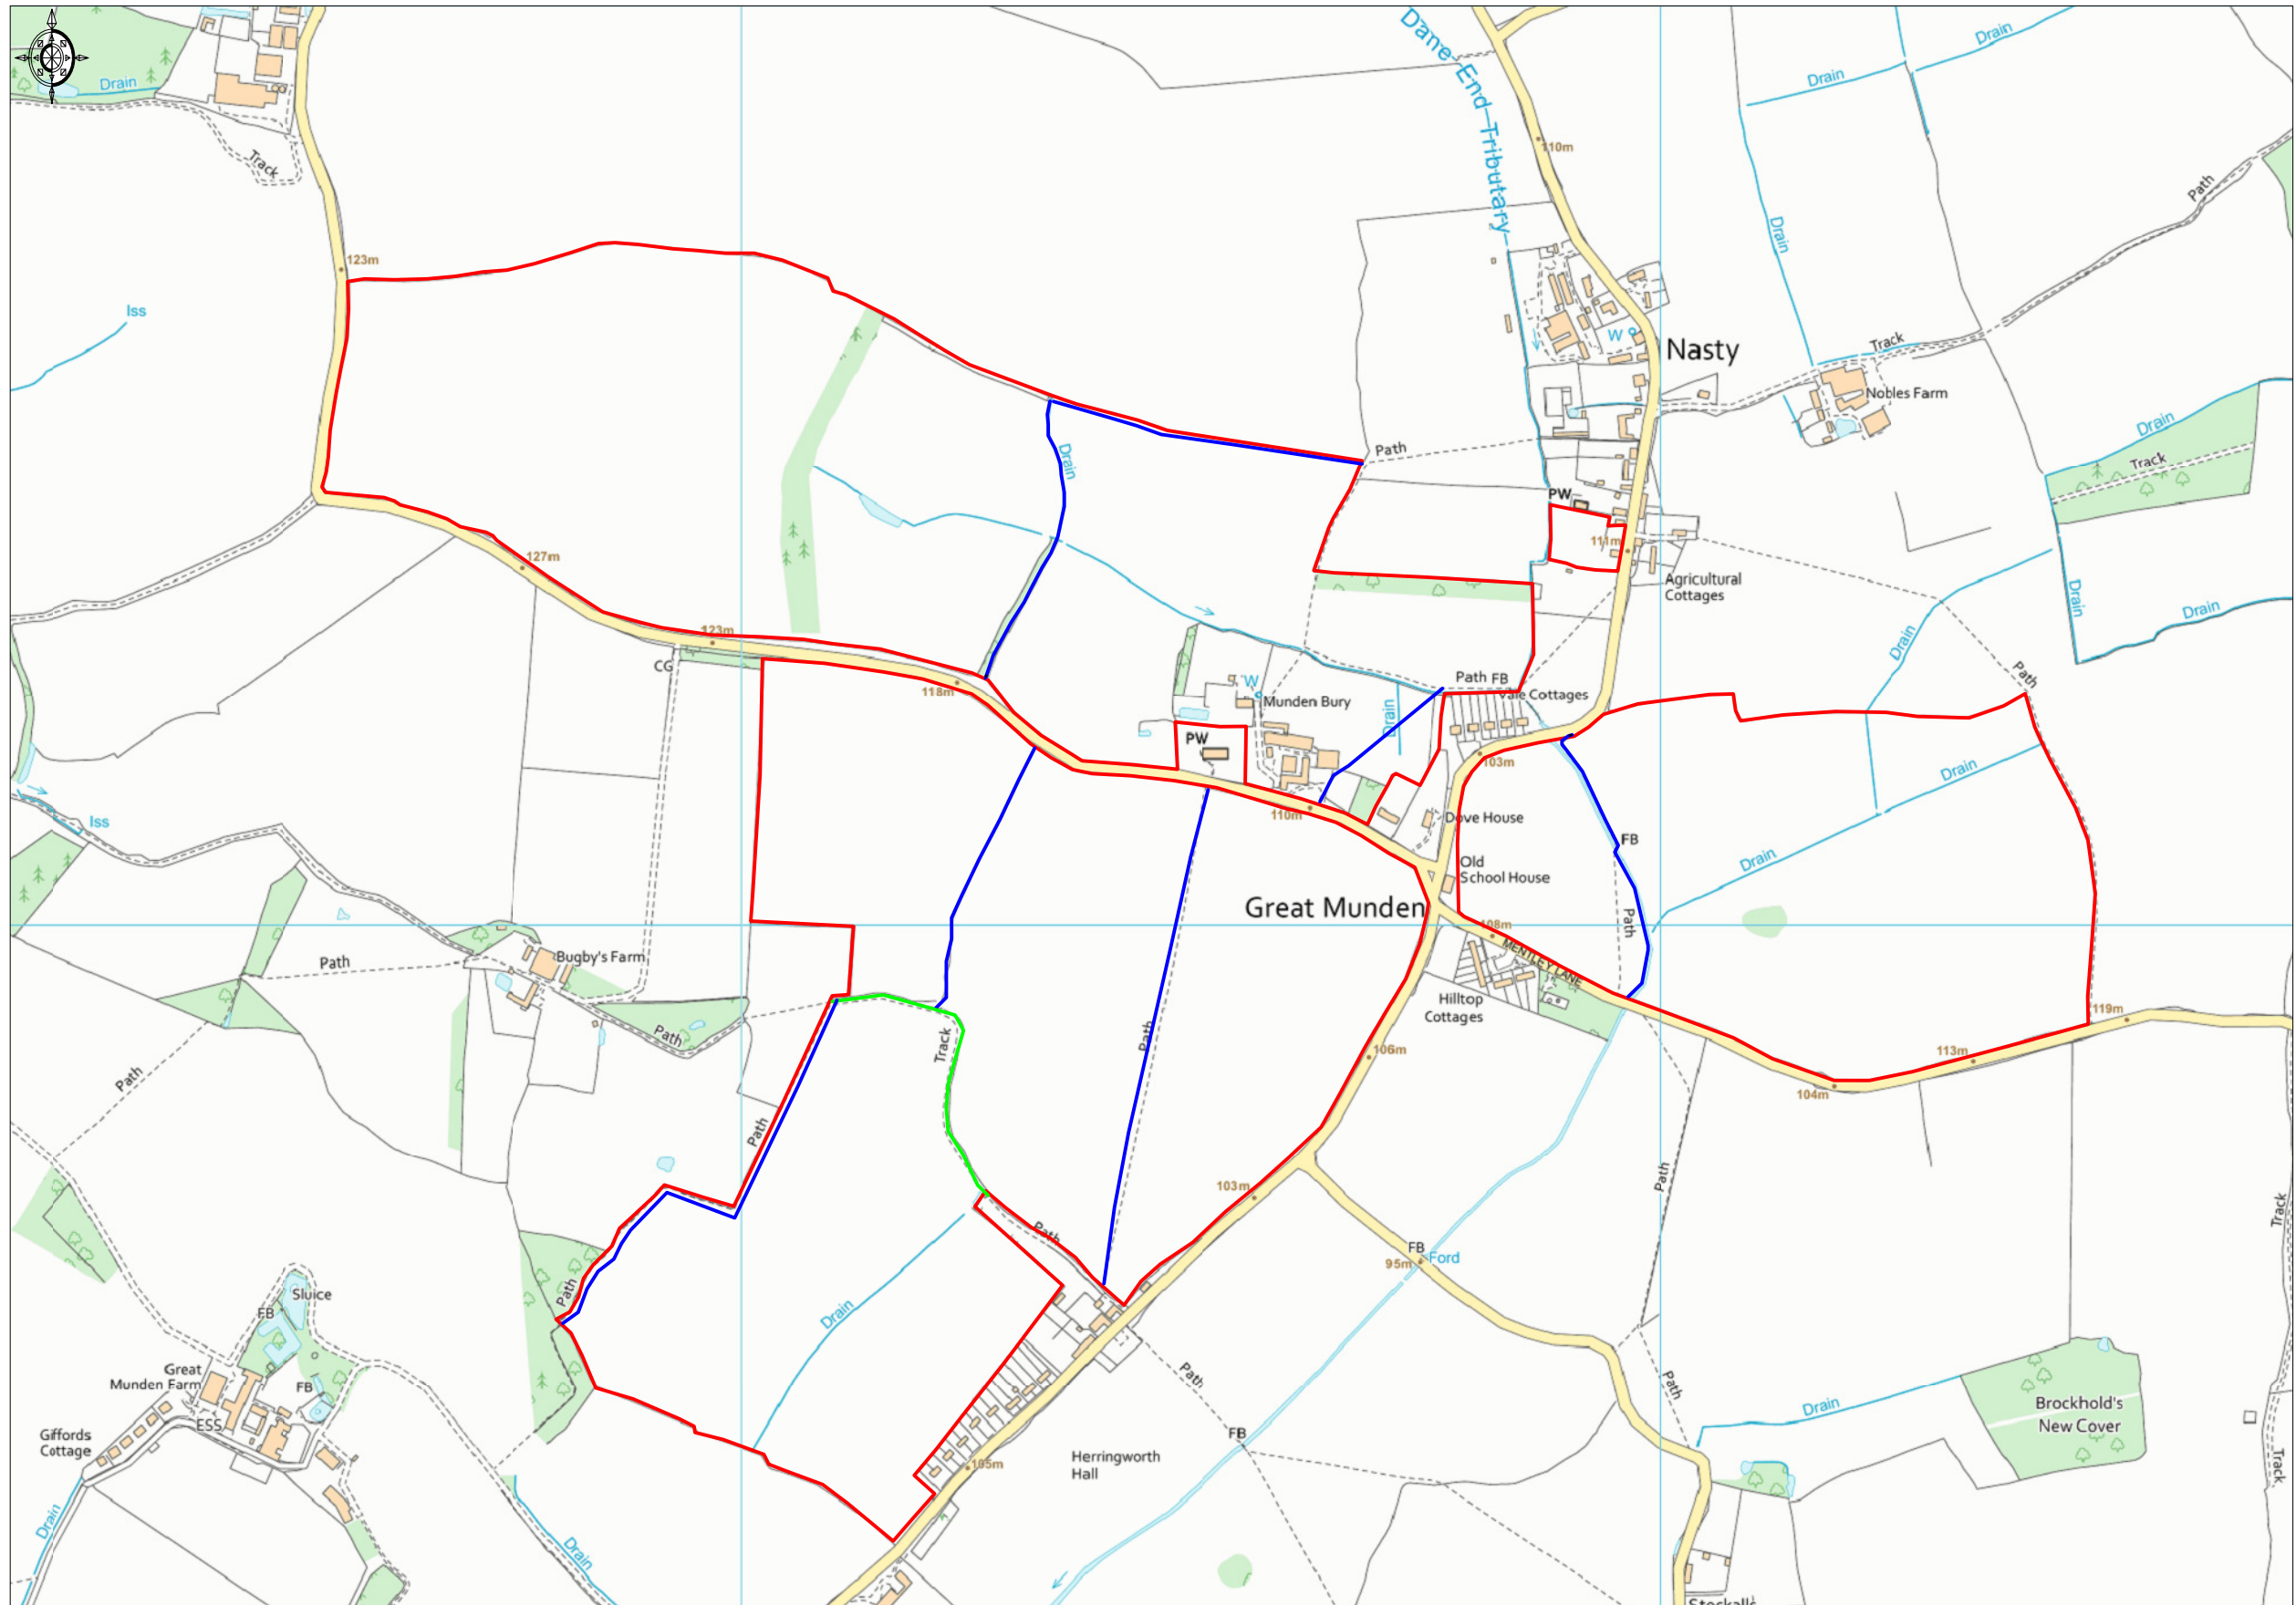 Dane End Tributary
Drain
Drain
Drain
Track
110m
Path
123m
Iss
Drain
W
Nasty
Track
Nobles Farm
Drain
Drain
Path
Track
PW
127m
111m
Agricultural
Cottages
Drain
Drain
Drain
123m
CG
118m
W
Munden Bury
Path FB
Vale Cottages
Path
PW
Drain
103m
Drain
110m
Dove House
FB
Iss
Drain
Old
School House
Great Munden
108m
Path
MENTLEY LANE
Path
Bugby's Farm
Hilltop
Cottages
119m
Path
Track
Path
106m
113m
Path
104m
Path
Path
103m
Path
Track
Path
FB
Ford
95m
Sluice
FB
Path
Drain
Great
Munden Farm
FB
Path
Path
Drain
Brockhold's
New Cover
ESS
Giffords
Cottage
FB
Herringworth
Hall
105m
Track
Drain
Drain
Stockalls